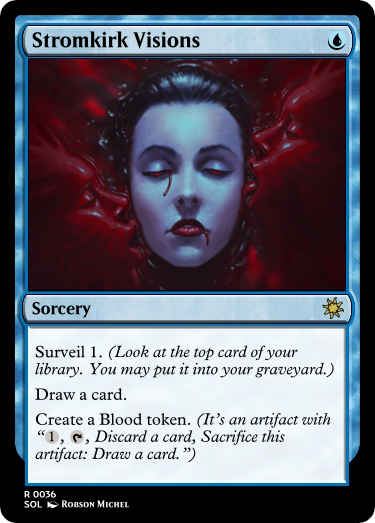 Stromkirk Visions
Sorcery
Surveil 1. (Look at the top card of your
library. You may put it into your graveyard.)
Draw a card.
Create a Blood token. (It's an artifact with
“1, , Discard a card, Sacrifice this
artifact: Draw a card.”)
R 0036
SOL Robson Michel